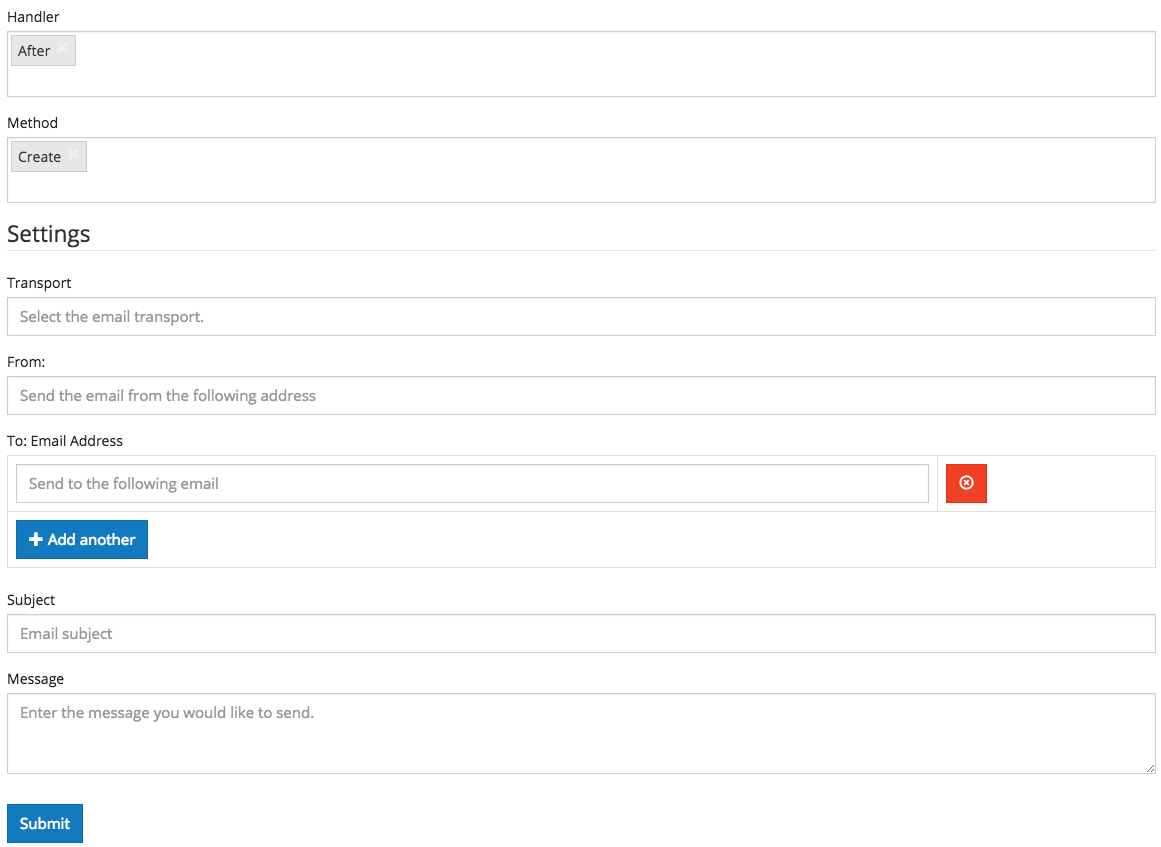 Handler
After
Method
Create
Settings
Transport
Select the email transport.
From:
Send the email from the following address
To: Email Address
Send to the following email
Add another
Subject
Email subject
Message
Enter the message you would like to send.
Submit